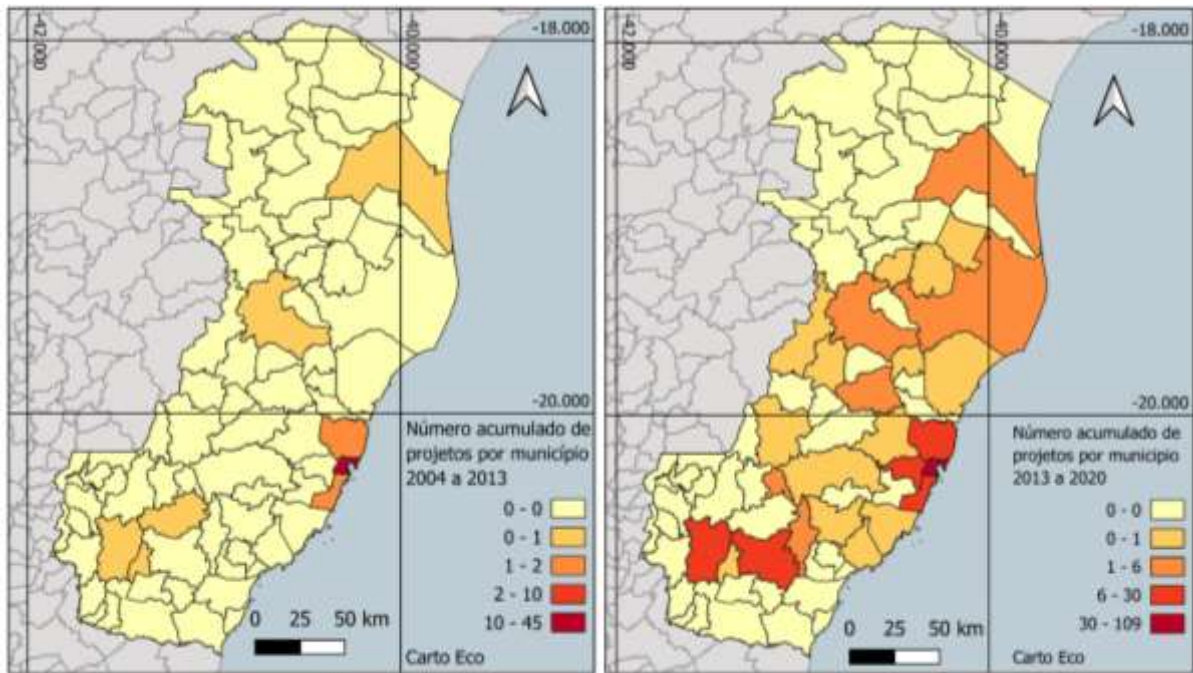 -42.000
-40.000
-18.000
-20.000
Número acumulado de
projetos por município
2004 a 2013
0 - 0
0 - 1
1 - 2
2 - 10
10 - 45
0 25 50 km
Carto Eco
-42.000
-40.000
-18.000
-20.000
Número acumulado de
projetos por municipio
2013 a 2020
0 - 0
0 - 1
1 - 6
6 - 30
30 - 109
0 25 50 km
Carto Eco